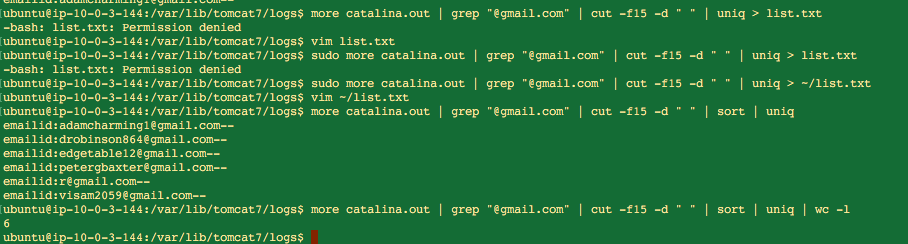 [ubuntu@ip-10-0-3-144:/var/lib/tomcat7/logs$ more catalina.out | grep "@gmail.com" | cut -f15 -d " " | uniq > list.txt
-bash: list.txt: Permission denied
[ubuntu@ip-10-0-3-144:/var/lib/tomcat7/logs$ vim list.txt
[ubuntu@ip-10-0-3-144:/var/lib/tomcat7/logs$ sudo more catalina.out | grep "@gmail.com" | cut -f15 -d " " | uniq > list.txt
-bash: list.txt: Permission denied
[ubuntu@ip-10-0-3-144:/var/lib/tomcat7/logs$ sudo more catalina.out | grep "@gmail.com" | cut -f15 -d " " | uniq > ~/list.txt
[ubuntu@ip-10-0-3-144:/var/lib/tomcat7/logs$ vim ~/list.txt
[ubuntu@ip-10-0-3-144:/var/lib/tomcat7/logs$ more catalina.out | grep "@gmail.com" | cut -f15 -d " " | sort | uniq
emailid:adamcharming1@gmail.com--
emailid:drobinson864@gmail.com--
emailid:edgetable12@gmail.com--
emailid:petergbaxter@gmail.com--
emailid:r@gmail.com--
emailid:visam2059@gmail.com--
[ubuntu@ip-10-0-3-144:/var/lib/tomcat7/logs$ more catalina.out | grep "@gmail.com" | cut -f15 -d " " | sort | uniq | wc -l
6
ubuntu@ip-10-0-3-144:/var/lib/tomcat7/logs$